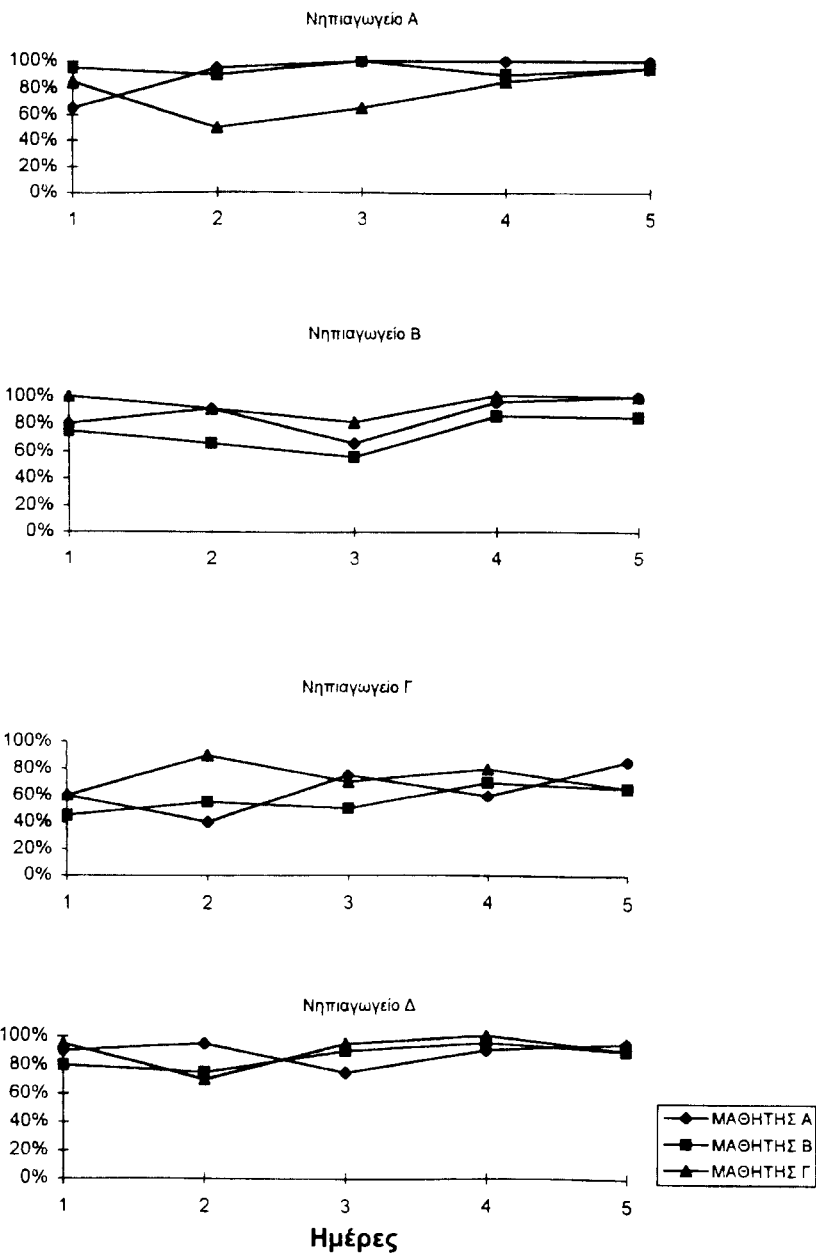 Νηπιαγωγείο Α
100%
80%
60%
40%
20%
0%
1 2 3 4 5
Νηπιαγωγείο Β
100%
80%
60%
40%
20%
0%
1 2 3 4 5
Νηπιαγωγείο Γ
100%
80%
60%
40%
20%
0%
1 2 3 4 5
Νηπιαγωγείο Δ
100%
80%
60%
40%
20%
0%
1 2 3 4 5
ΜΑΘΗΤΗΣ Α
ΜΑΘΗΤΗΣ Β
ΜΑΘΗΤΗΣ Γ
Ημέρες